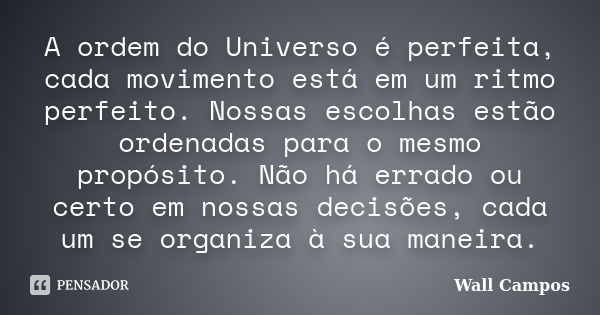 A ordem do Universo é perfeita,
cada movimento está em um ritmo
perfeito. Nossas escolhas estão
ordenadas para o mesmo
propósito. Não há errado ou
certo em nossas decisões, cada
um se organiza à sua maneira.
PENSADOR
Wall Campos